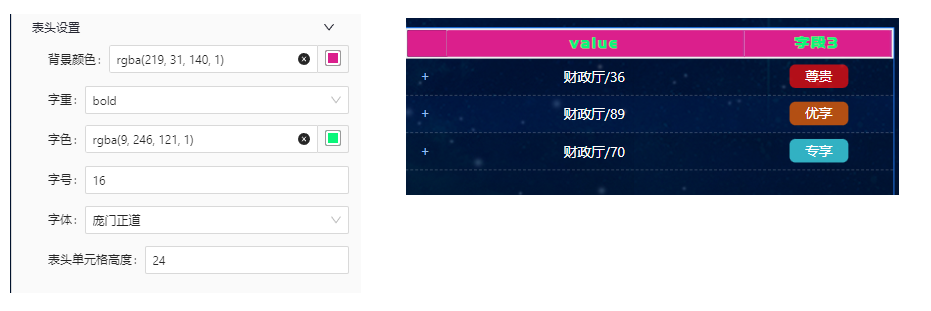 表头设置
背景颜色： rgba(219, 31, 140, 1)
字重： bold
字色： rgba(9, 246, 121, 1)
字号： 16
字体： 庞门正道
表头单元格高度： 24
value 字段3
+ 财政厅/36 尊贵
+ 财政厅/89 优享
+ 财政厅/70 专享